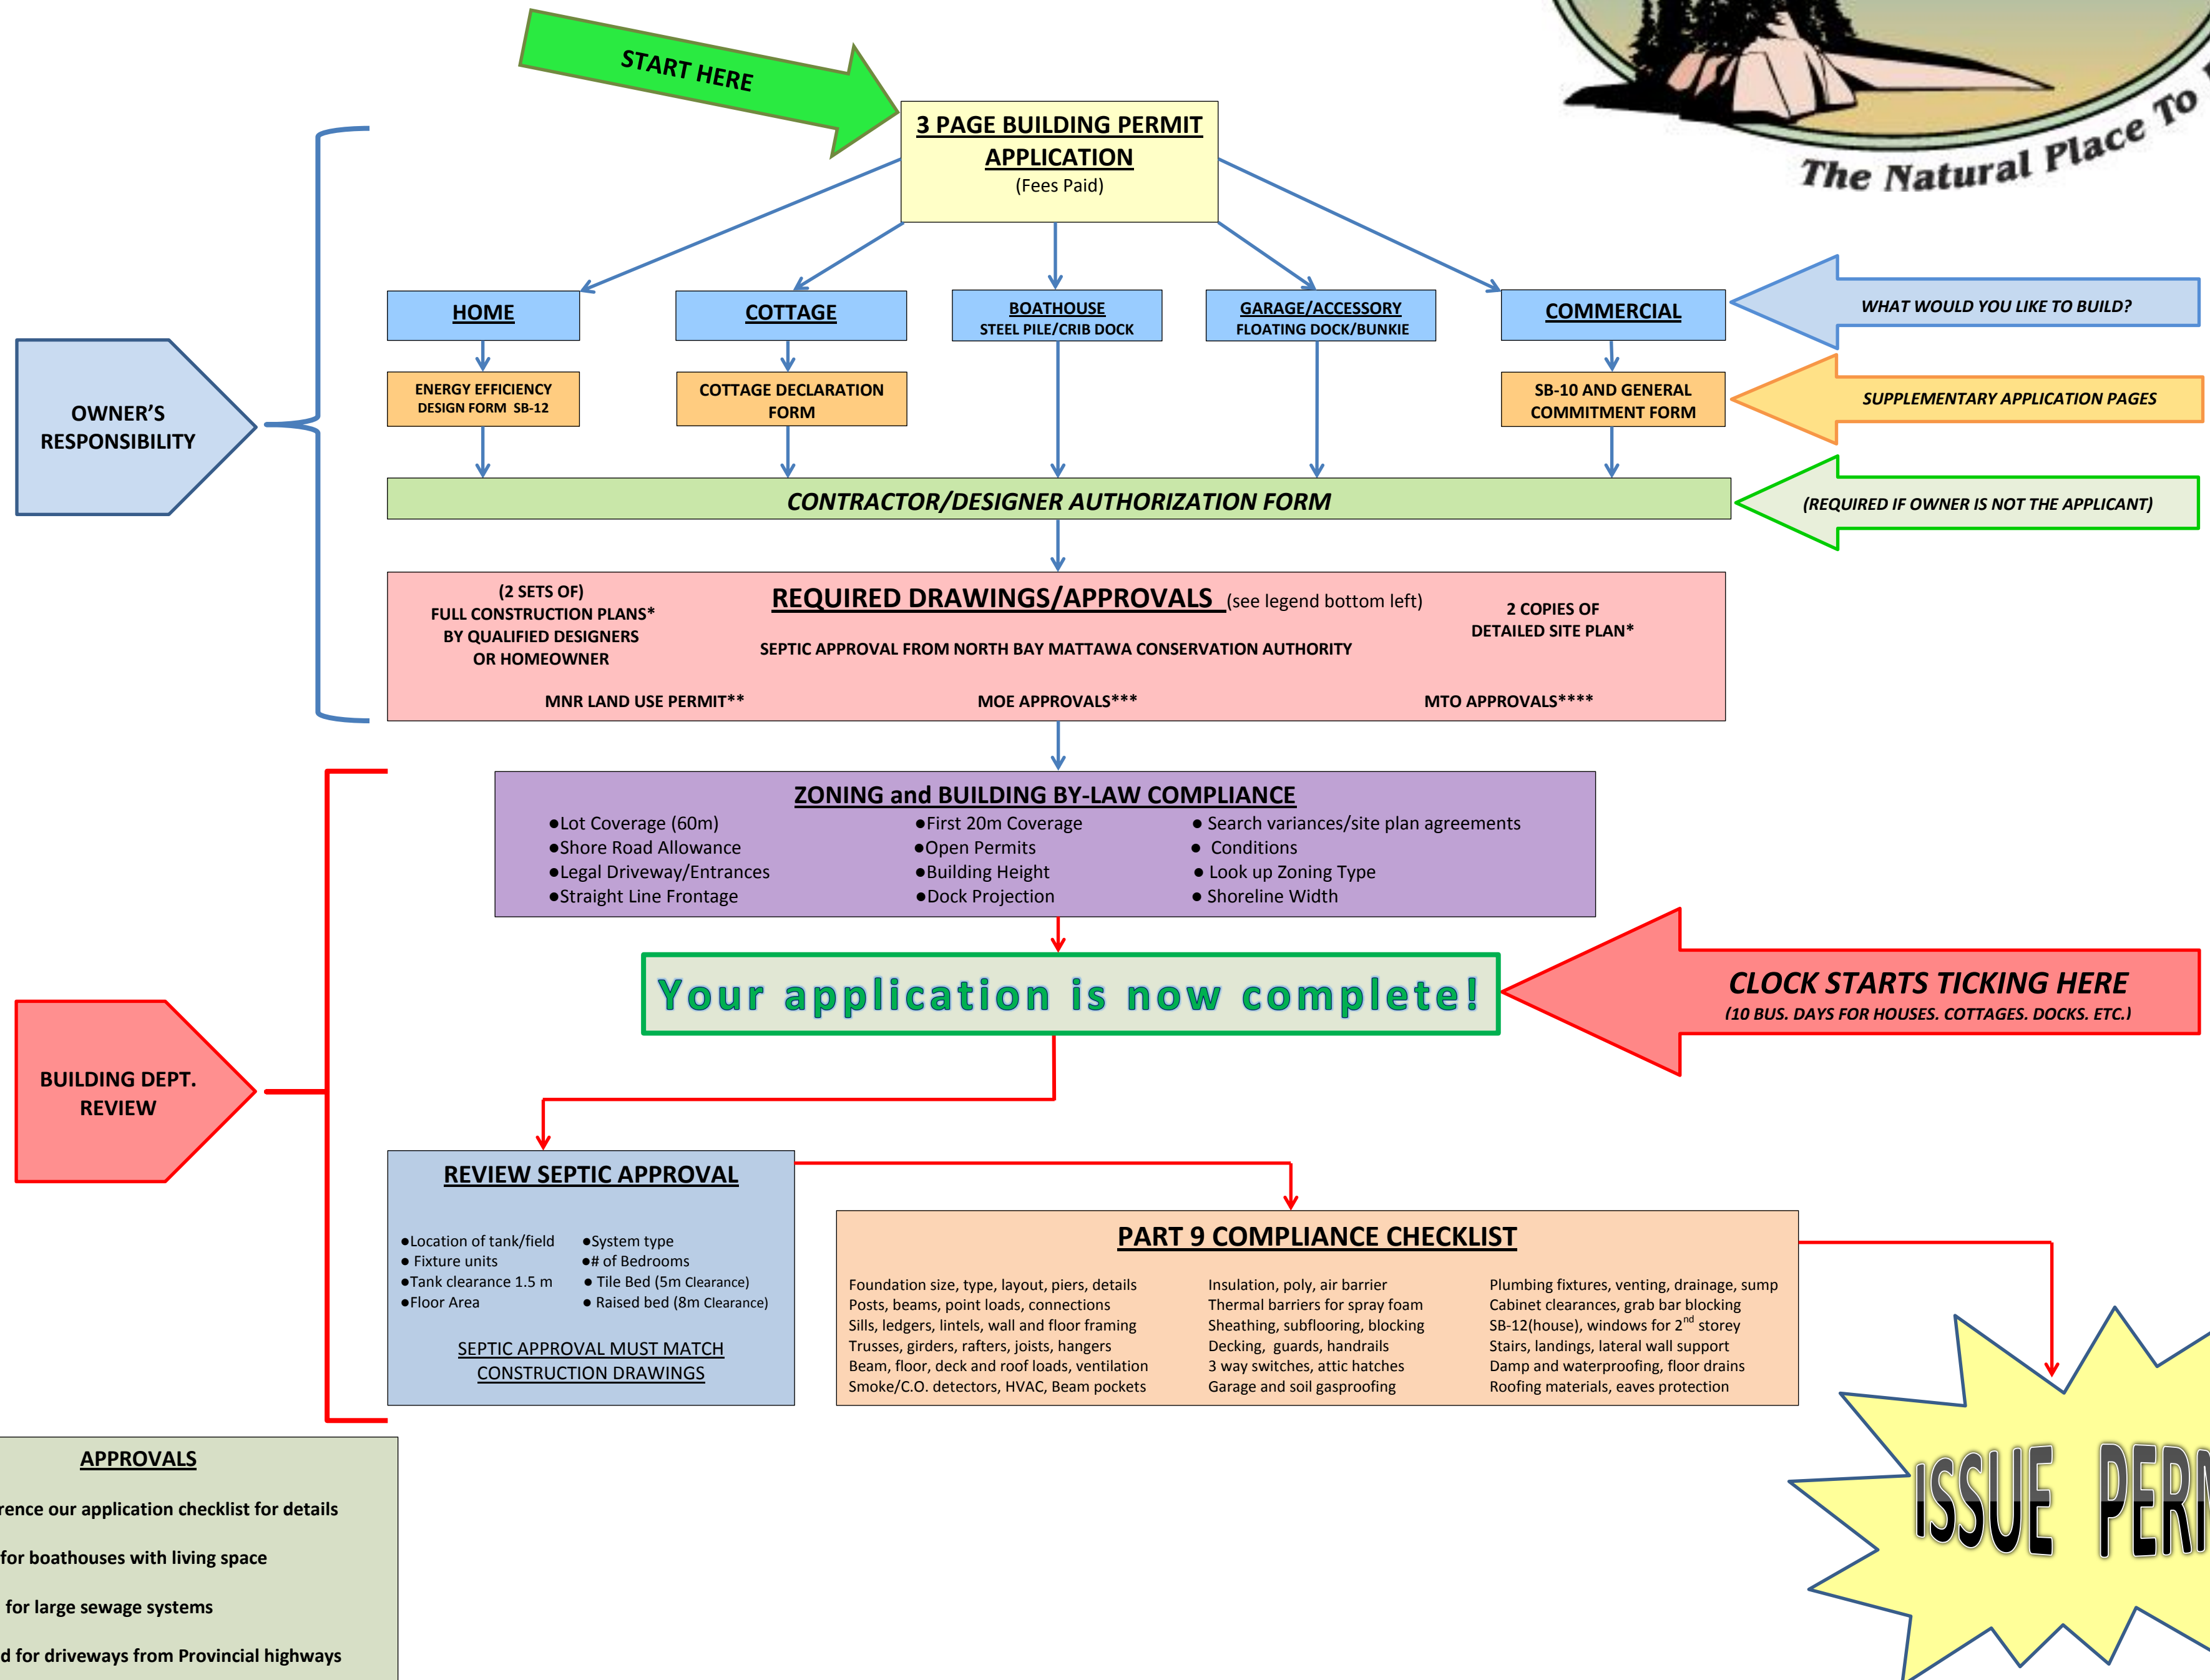 START HERE
The Natural Place To
3 PAGE BUILDING PERMIT
APPLICATION
(Fees Paid)
HOME
COTTAGE
BOATHOUSE
STEEL PILE/CRIB DOCK
GARAGE/ACCESSORY
FLOATING DOCK/BUNKIE
COMMERCIAL
WHAT WOULD YOU LIKE TO BUILD?
OWNER'S
RESPONSIBILITY
ENERGY EFFICIENCY
DESIGN FORM SB-12
COTTAGE DECLARATION
FORM
SB-10 AND GENERAL
COMMITMENT FORM
SUPPLEMENTARY APPLICATION PAGES
CONTRACTOR/DESIGNER AUTHORIZATION FORM
(REQUIRED IF OWNER IS NOT THE APPLICANT)
(2 SETS OF)
FULL CONSTRUCTION PLANS*
BY QUALIFIED DESIGNERS
OR HOMEOWNER
REQUIRED DRAWINGS/APPROVALS (see legend bottom left)
SEPTIC APPROVAL FROM NORTH BAY MATTAWA CONSERVATION AUTHORITY
2 COPIES OF
DETAILED SITE PLAN*
MNR LAND USE PERMIT**
MOE APPROVALS***
MTO APPROVALS****
ZONING and BUILDING BY-LAW COMPLIANCE
●Lot Coverage (60m)
●Shore Road Allowance
●Legal Driveway/Entrances
●Straight Line Frontage
●First 20m Coverage
●Open Permits
●Building Height
●Dock Projection
● Search variances/site plan agreements
● Conditions
● Look up Zoning Type
● Shoreline Width
Your application is now complete!
CLOCK STARTS TICKING HERE
(10 BUS. DAYS FOR HOUSES. COTTAGES. DOCKS. ETC.)
BUILDING DEPT.
REVIEW
REVIEW SEPTIC APPROVAL
●Location of tank/field
● Fixture units
●Tank clearance 1.5 m
●Floor Area
●System type
●# of Bedrooms
● Tile Bed (5m Clearance)
● Raised bed (8m Clearance)
SEPTIC APPROVAL MUST MATCH
CONSTRUCTION DRAWINGS
PART 9 COMPLIANCE CHECKLIST
Foundation size, type, layout, piers, details
Posts, beams, point loads, connections
Sills, ledgers, lintels, wall and floor framing
Trusses, girders, rafters, joists, hangers
Beam, floor, deck and roof loads, ventilation
Smoke/C.O. detectors, HVAC, Beam pockets
Insulation, poly, air barrier
Thermal barriers for spray foam
Sheathing, subflooring, blocking
Decking, guards, handrails
3 way switches, attic hatches
Garage and soil gasproofing
Plumbing fixtures, venting, drainage, sump
Cabinet clearances, grab bar blocking
SB-12(house), windows for 2nd storey
Stairs, landings, lateral wall support
Damp and waterproofing, floor drains
Roofing materials, eaves protection
ISSUE
APPROVALS
our application checklist for details
for boathouses with living space
for large sewage systems
for driveways from Provincial highways